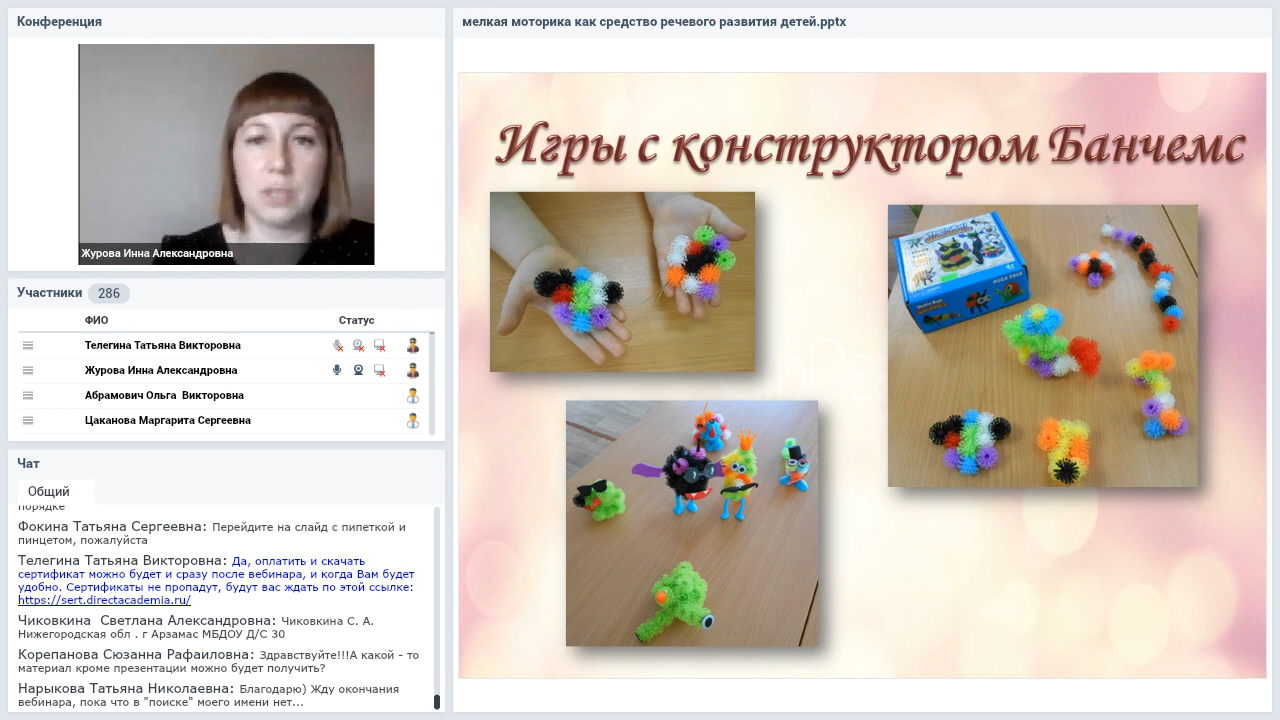 Конференция
Журова Инна Александровна
Участники 286
ФИО Статус
Телегина Татьяна Викторовна
Журова Инна Александровна
Абрамович Ольга  Викторовна
Цаканова Маргарита Сергеевна
Чат
Общий
порядке
Фокина Татьяна Сергеевна: Перейдите на слайд с пипеткой и
пинцетом, пожалуйста
Телегина Татьяна Викторовна: Да, оплатить и скачать
сертификат можно будет и сразу после вебинара, и когда Вам будет
удобно. Сертификаты не пропадут, будут вас ждать по этой ссылке:
https://sert.directacademia.ru/
Чиковкина  Светлана Александровна: Чиковкина С. А.
Нижегородская обл . г Арзамас МБДОУ Д/С 30
Корепанова Сюзанна Рафаиловна: Здравствуйте!!!А какой - то
материал кроме презентации можно будет получить?
Нарыкова Татьяна Николаевна: Благодарю) Жду окончания
вебинара, пока что в "поиске" моего имени нет...
мелкая моторика как средство речевого развития детей.pptx
Игры с конструктором Банчемс
MEGA PACK